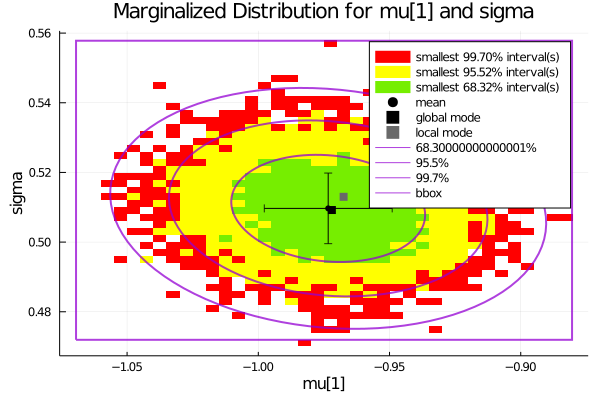 Marginalized Distribution for mu[1] and sigma
0.56
0.54
0.52
0.50
0.48
sigma
smallest 99.70% interval(s)
smallest 95.52% interval(s)
smallest 68.32% interval(s)
mean
global mode
local mode
68.30000000000001%
95.5%
99.7%
bbox
−1.05
−1.00
−0.95
−0.90
mu[1]